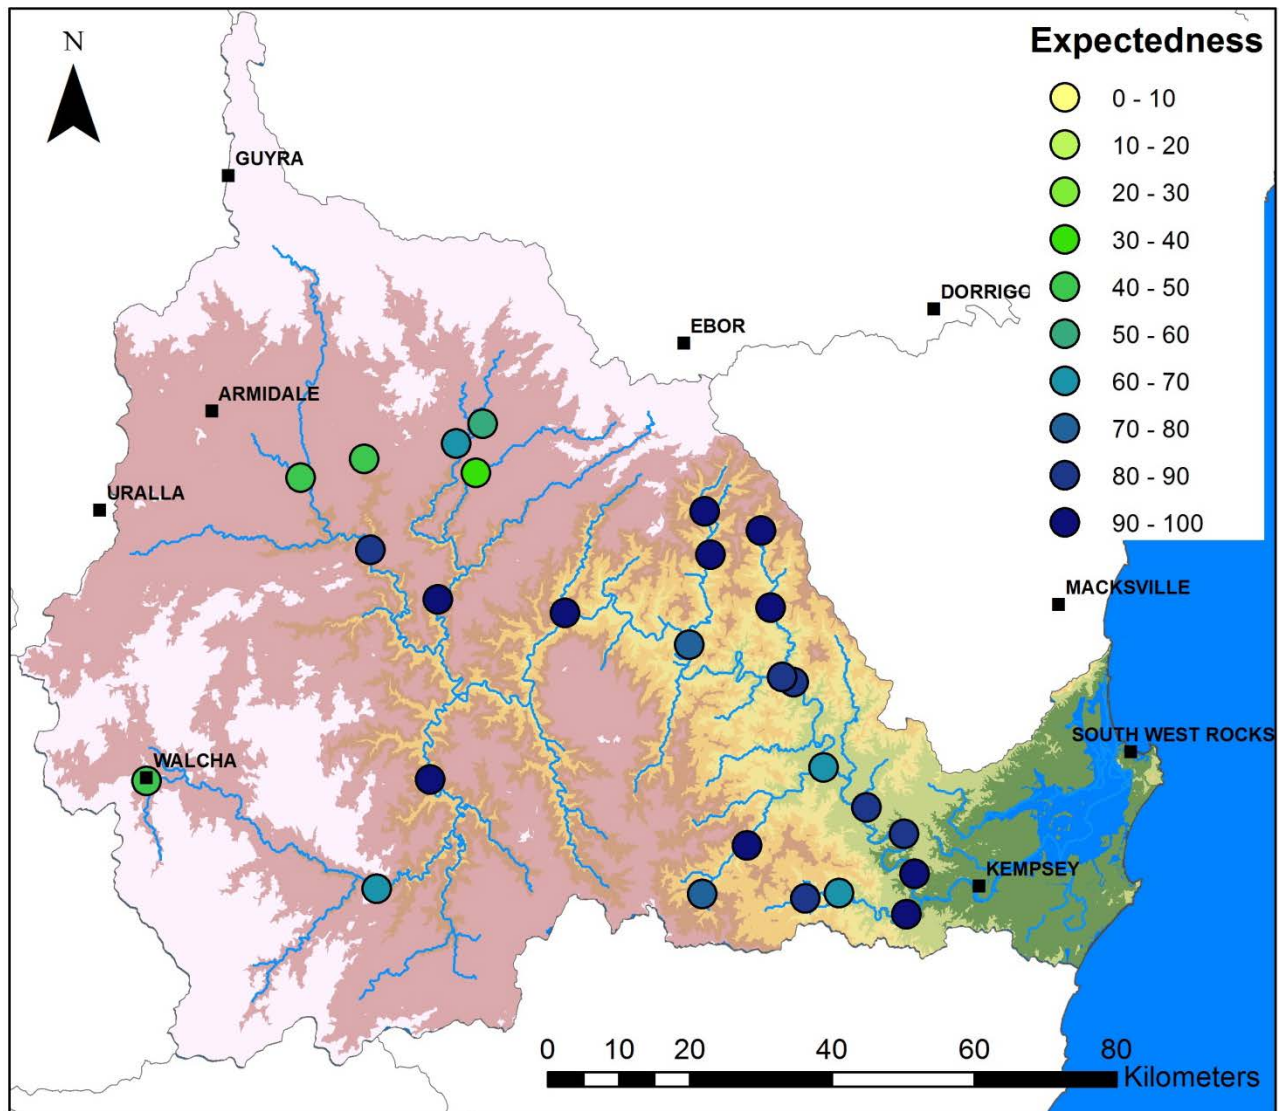 Expectedness
N
0 - 10
10 - 20
GUYRA
20 - 30
30 - 40
40 - 50
DORRIGO
EBOR
50 - 60
60 - 70
ARMIDALE
70 - 80
80 - 90
URALLA
90 - 100
MACKSVILLE
SOUTH WEST ROCKS
WALCHA
KEMPSEY
0 10 20 40 60 80
Kilometers